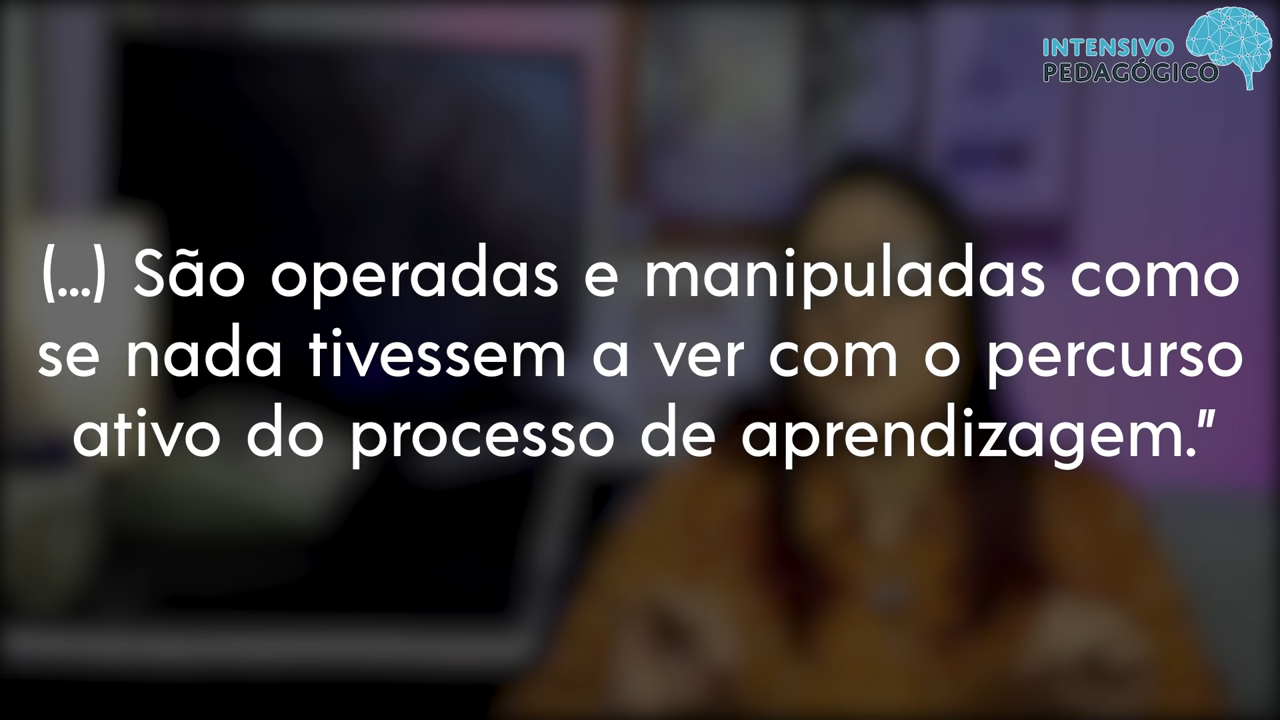 INTENSIVO
PEDAGÓGICO
(...) São operadas e manipuladas como
se nada tivessem a ver com o percurso
ativo do processo de aprendizagem.”